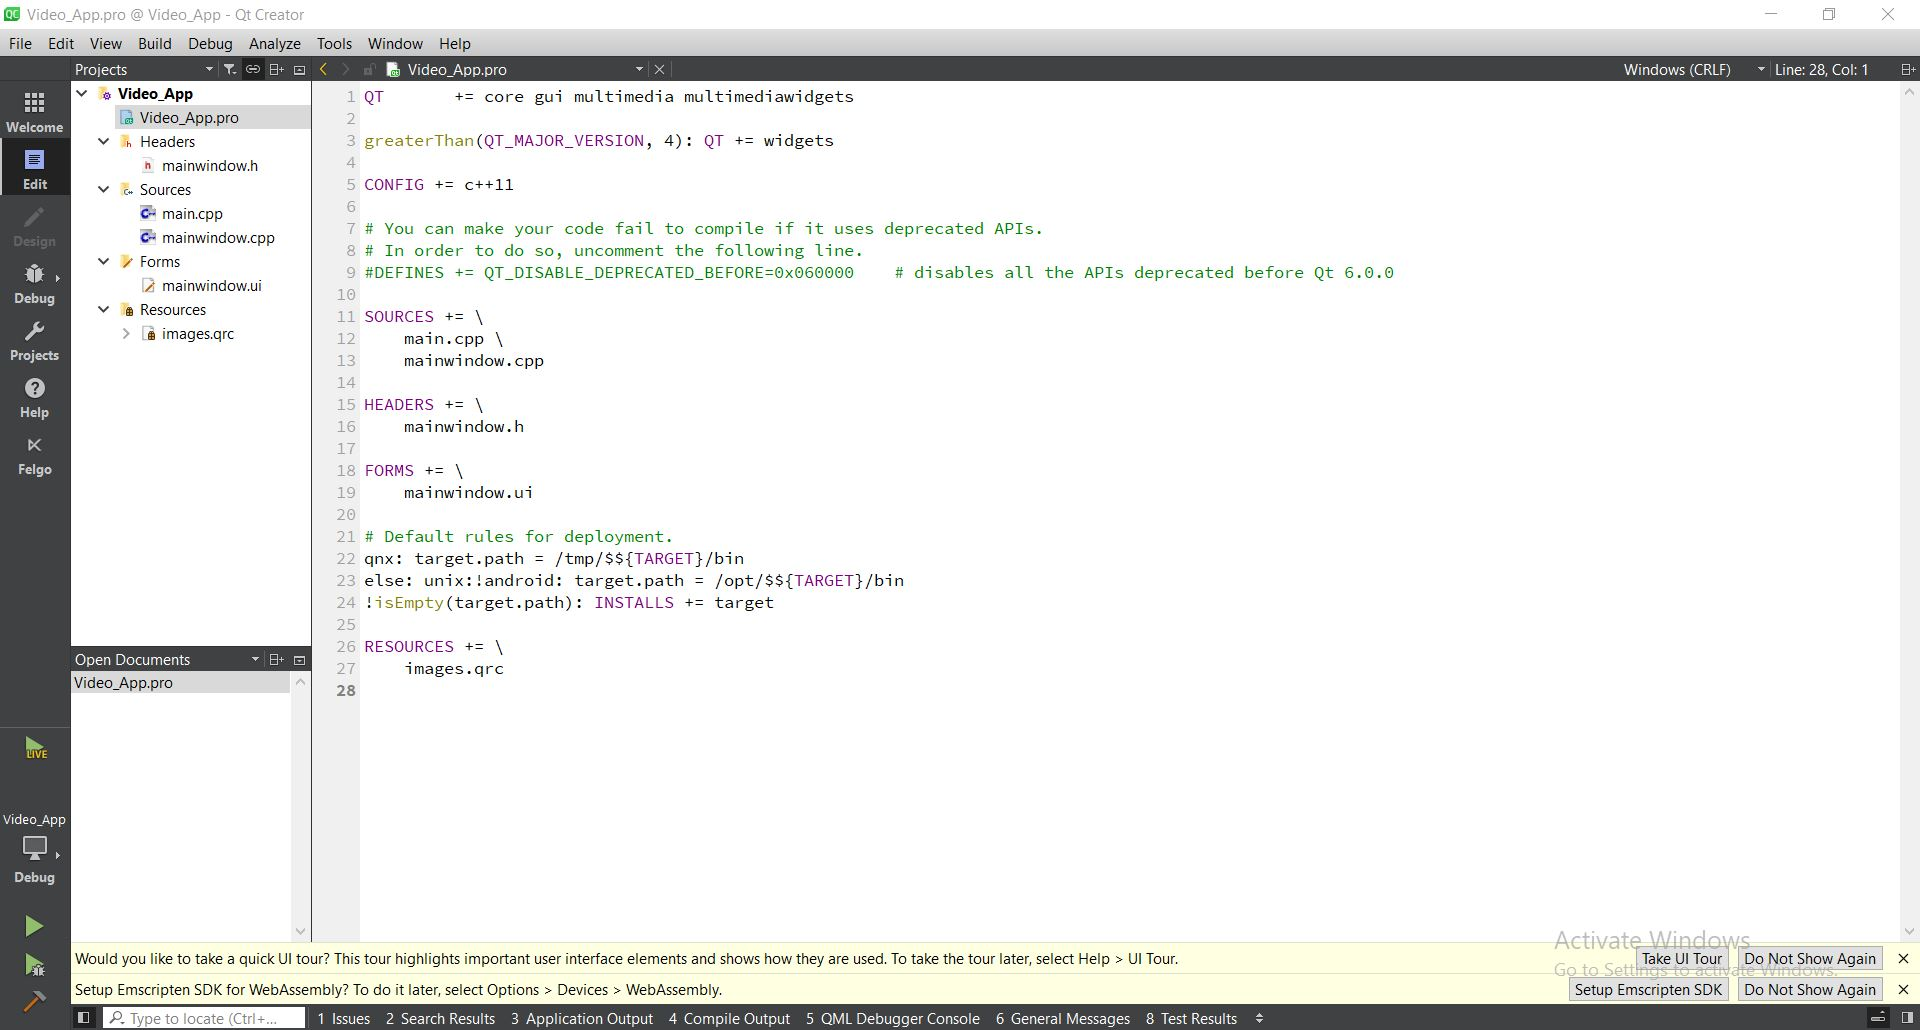 Video_App.pro @ Video_App - Qt Creator
File Edit View Build Debug Analyze Tools Window Help
Projects
Video_App.pro
Windows (CRLF)
Line: 28, Col: 1
Welcome
Edit
Design
Debug
Projects
Help
Felgo
LIVE
Video_App
Debug
Video_App
Video_App.pro
Headers
mainwindow.h
Sources
main.cpp
mainwindow.cpp
Forms
mainwindow.ui
Resources
images.qrc
Open Documents
Video_App.pro
1 QT += core gui multimedia multimediawidgets
2
3 greaterThan(QT_MAJOR_VERSION, 4): QT += widgets
4
5 CONFIG += c++11
6
7 # You can make your code fail to compile if it uses deprecated APIs.
8 # In order to do so, uncomment the following line.
9 #DEFINES += QT_DISABLE_DEPRECATED_BEFORE=0x060000 # disables all the APIs deprecated before Qt 6.0.0
10
11 SOURCES += \
12 main.cpp \
13 mainwindow.cpp
14
15 HEADERS += \
16 mainwindow.h
17
18 FORMS += \
19 mainwindow.ui
20
21 # Default rules for deployment.
22 qnx: target.path = /tmp/$${TARGET}/bin
23 else: unix:!android: target.path = /opt/$${TARGET}/bin
24 !isEmpty(target.path): INSTALLS += target
25
26 RESOURCES += \
27 images.qrc
28
Activate Windows
Go to Settings to activate Windows.
Would you like to take a quick UI tour? This tour highlights important user interface elements and shows how they are used. To take the tour later, select Help > UI Tour.
Take UI Tour
Do Not Show Again
Setup Emscripten SDK for WebAssembly? To do it later, select Options > Devices > WebAssembly.
Setup Emscripten SDK
Do Not Show Again
Type to locate (Ctrl+...
1 Issues 2 Search Results 3 Application Output 4 Compile Output 5 QML Debugger Console 6 General Messages 8 Test Results